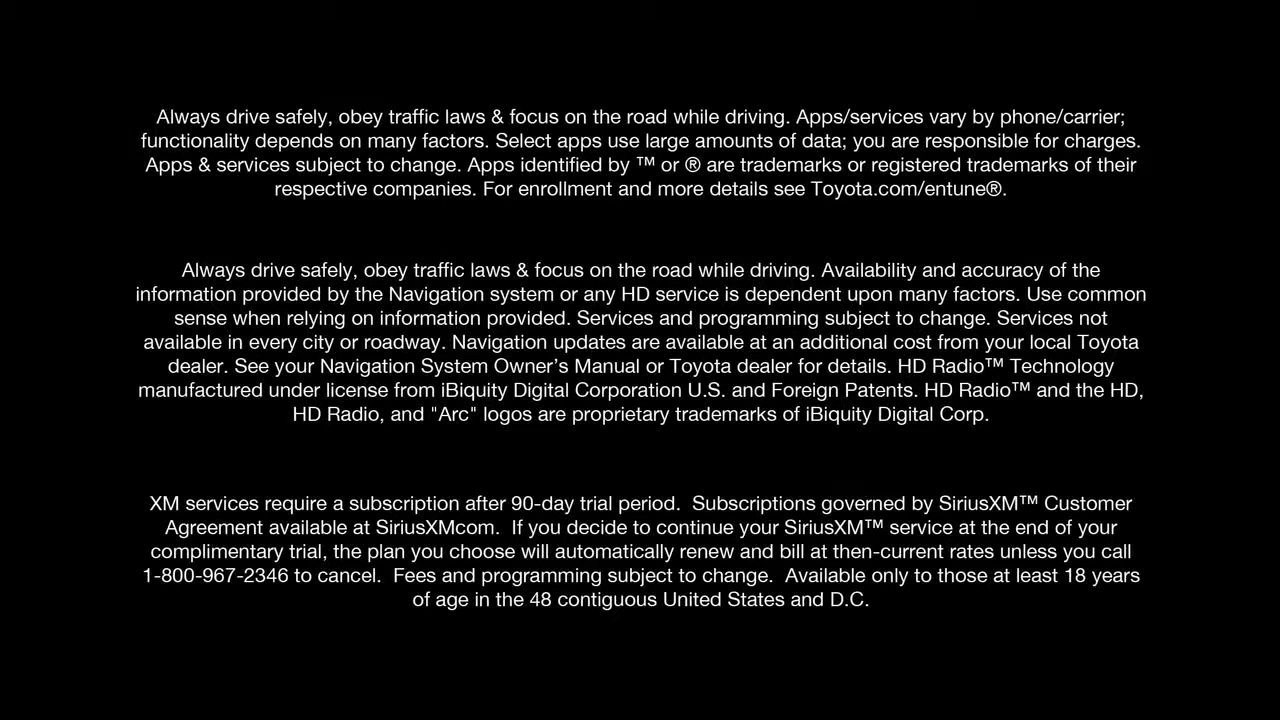 Always drive safely, obey traffic laws & focus on the road while driving. Apps/services vary by phone/carrier;
functionality depends on many factors. Select apps use large amounts of data; you are responsible for charges.
Apps & services subject to change. Apps identified by ™ or ® are trademarks or registered trademarks of their
respective companies. For enrollment and more details see Toyota.com/entune®.
Always drive safely, obey traffic laws & focus on the road while driving. Availability and accuracy of the
information provided by the Navigation system or any HD service is dependent upon many factors. Use common
sense when relying on information provided. Services and programming subject to change. Services not
available in every city or roadway. Navigation updates are available at an additional cost from your local Toyota
dealer. See your Navigation System Owner’s Manual or Toyota dealer for details. HD Radio™ Technology
manufactured under license from iBiquity Digital Corporation U.S. and Foreign Patents. HD Radio™ and the HD,
HD Radio, and "Arc" logos are proprietary trademarks of iBiquity Digital Corp.
XM services require a subscription after 90-day trial period.  Subscriptions governed by SiriusXM™ Customer
Agreement available at SiriusXMcom.  If you decide to continue your SiriusXM™ service at the end of your
complimentary trial, the plan you choose will automatically renew and bill at then-current rates unless you call
1-800-967-2346 to cancel.  Fees and programming subject to change.  Available only to those at least 18 years
of age in the 48 contiguous United States and D.C.